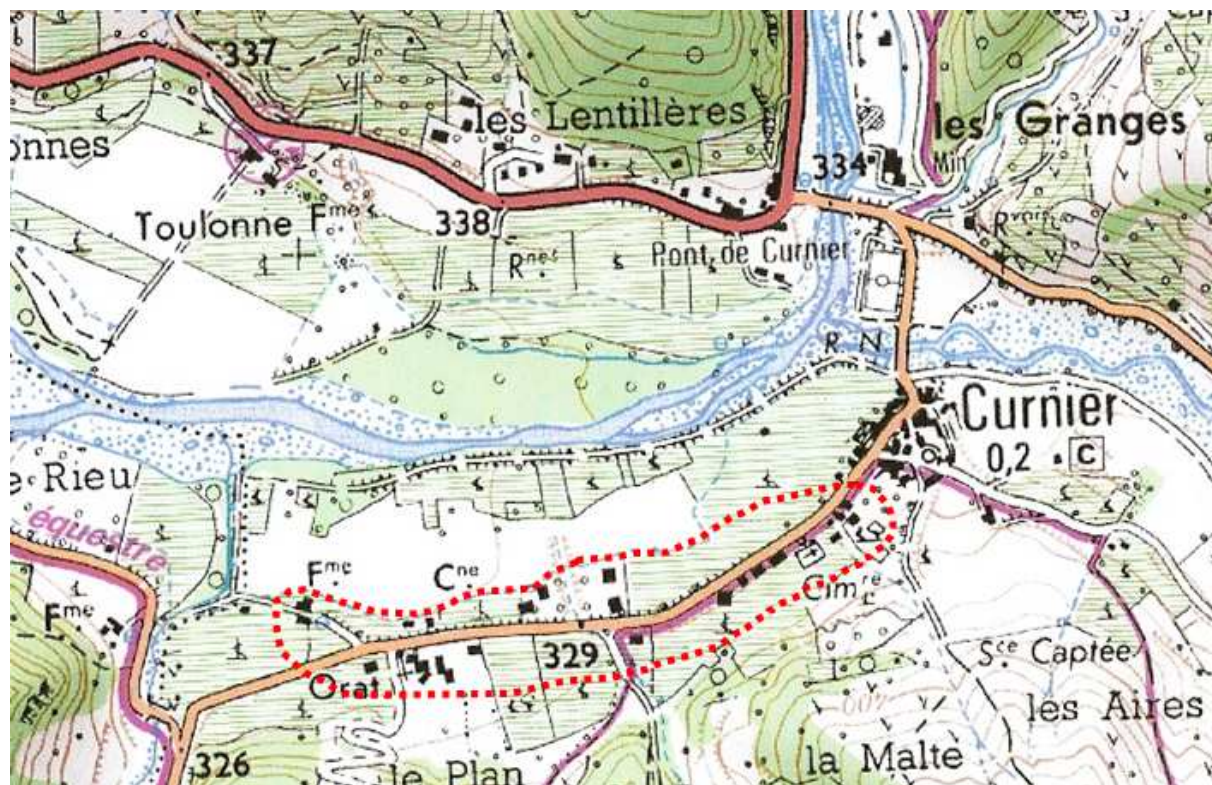 337
les Lentillères
onnes
334
Min
les Granges
Toulonne Fme
338
Rnes
Pont de Curnier
R N
Curnier
0,2
C
e Rieu
équestre
Fme
Cne
Fme
Cimre
329
Orat.
Sce Captée
les Aires
326
le Plan
la Malte